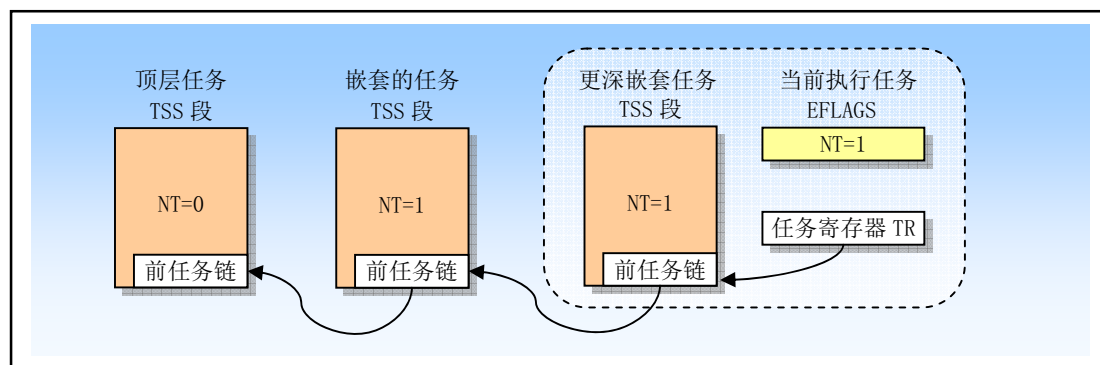 顶层任务
TSS 段
NT=0
前任务链
嵌套的任务
TSS 段
NT=1
前任务链
更深嵌套任务
TSS 段
NT=1
前任务链
当前执行任务
EFLAGS
NT=1
任务寄存器 TR